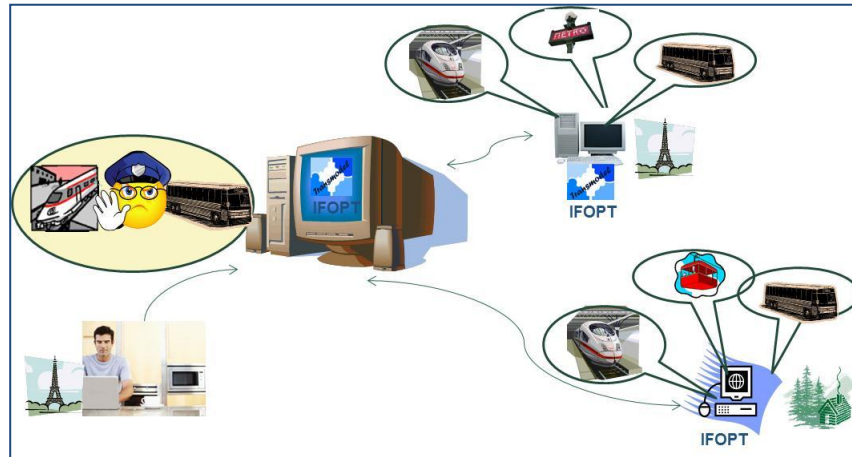 METRO
Transmodel
IFOPT
Transmodel
IFOPT
IFOPT